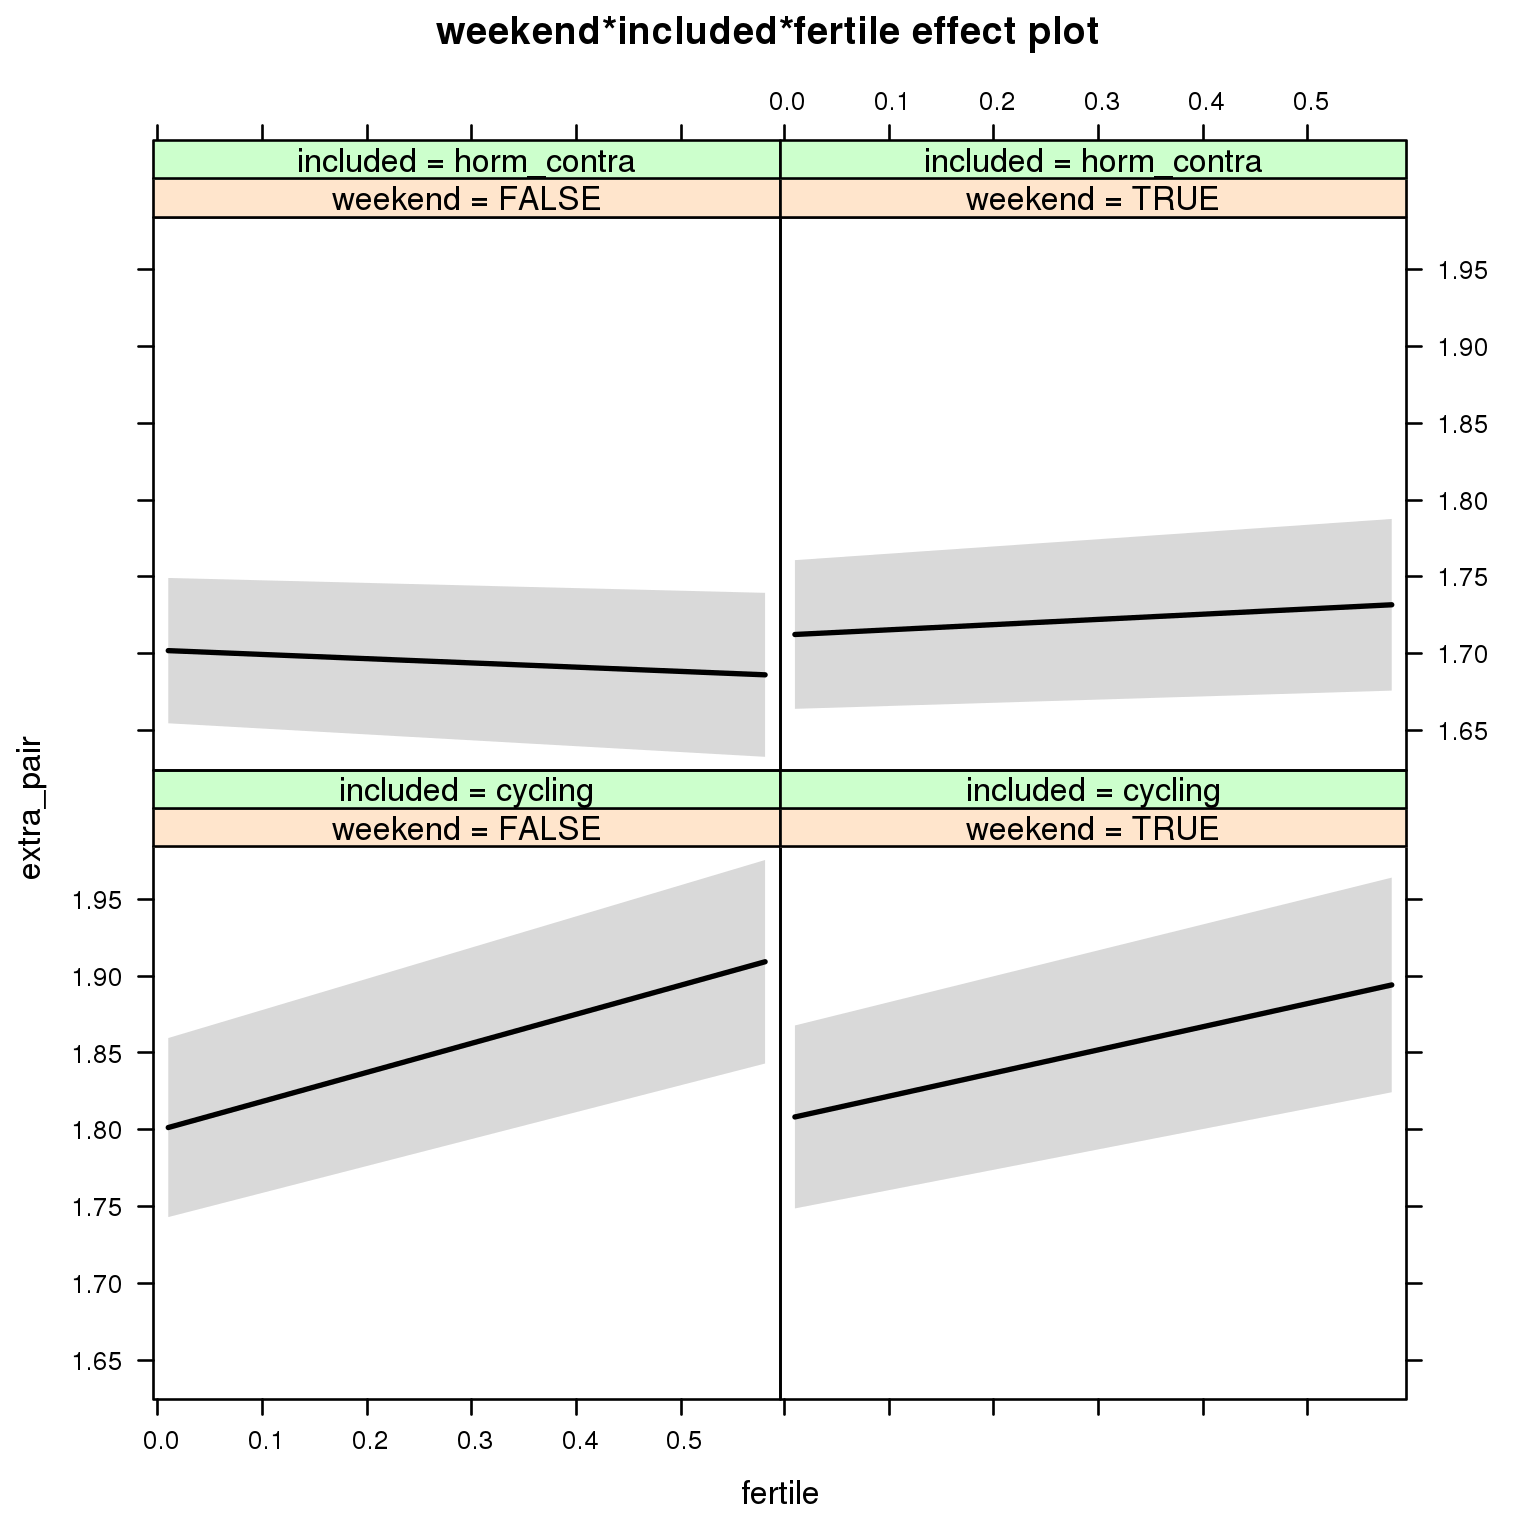 weekend*included*fertile effect plot
0.0 0.1 0.2 0.3 0.4 0.5
included = horm_contra included = horm_contra
weekend = FALSE weekend = TRUE
1.95
1.90
1.85
1.80
1.75
1.70
1.65
extra_pair
included = cycling included = cycling
weekend = FALSE weekend = TRUE
1.95
1.90
1.85
1.80
1.75
1.70
1.65
0.0 0.1 0.2 0.3 0.4 0.5
fertile